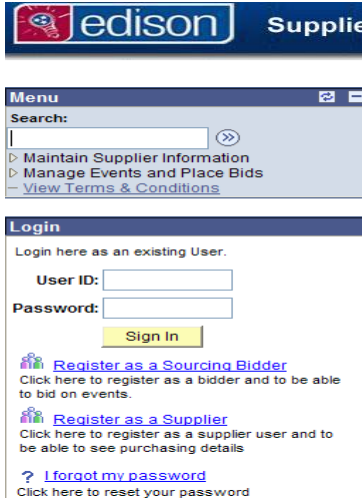 edison Supplie
Menu
Search:
Maintain Supplier Information
Manage Events and Place Bids
View Terms & Conditions
Login
Login here as an existing User.
User ID:
Password:
Sign In
Register as a Sourcing Bidder
Click here to register as a bidder and to be able
to bid on events.
Register as a Supplier
Click here to register as a supplier user and to
be able to see purchasing details
? I forgot my password
Click here to reset your password